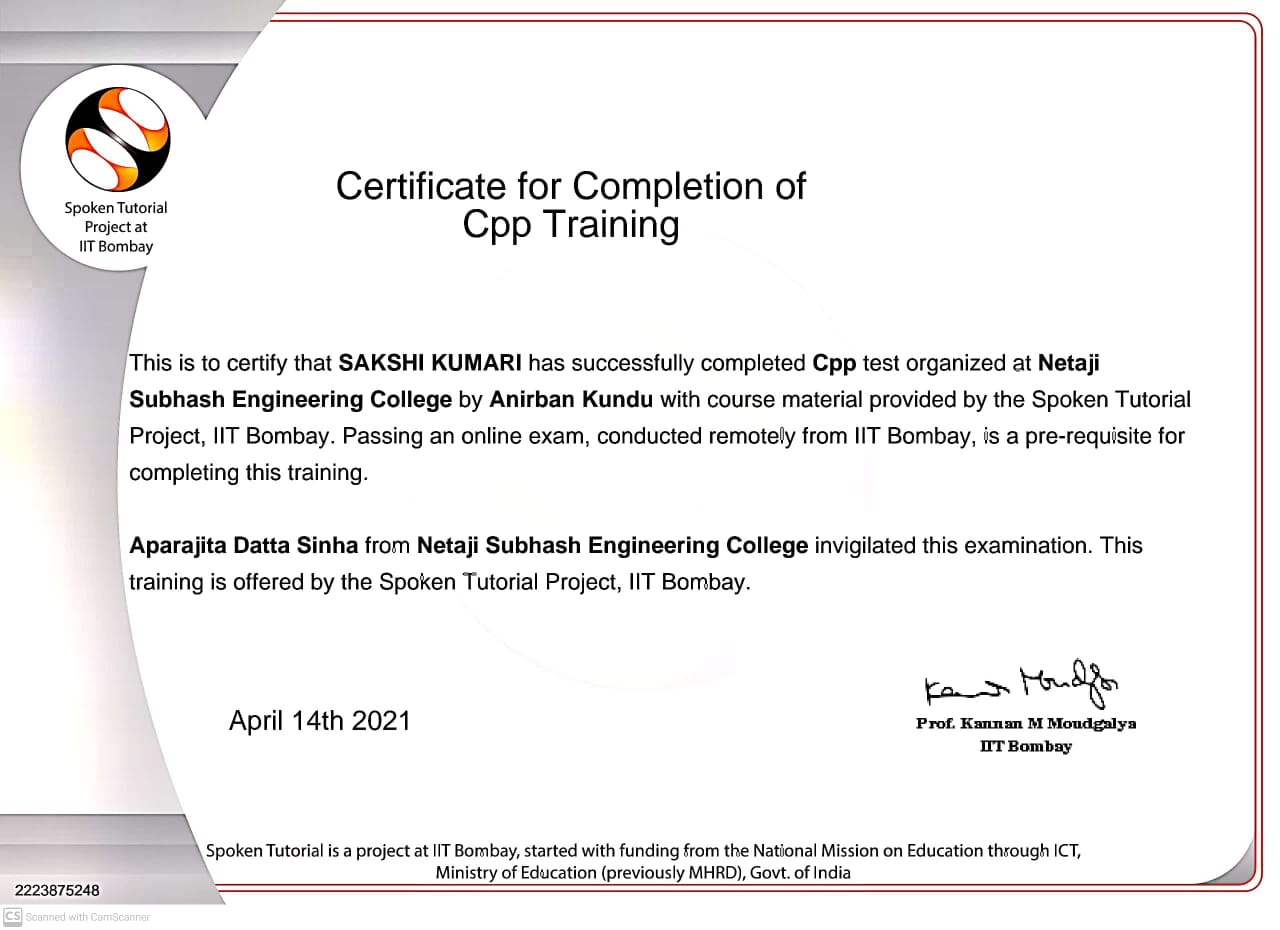 Spoken Tutorial
Project at
IIT Bombay
Certificate for Completion of
Cpp Training
This is to certify that SAKSHI KUMARI has successfully completed Cpp test organized at Netaji
Subhash Engineering College by Anirban Kundu with course material provided by the Spoken Tutorial
Project, IIT Bombay. Passing an online exam, conducted remotely from IIT Bombay, is a pre-requisite for
completing this training.
Aparajita Datta Sinha from Netaji Subhash Engineering College invigilated this examination. This
training is offered by the Spoken Tutorial Project, IIT Bombay.
April 14th 2021
Kannan Moudgalya
Prof. Kannan M Moudgalya
IIT Bombay
Spoken Tutorial is a project at IIT Bombay, started with funding from the National Mission on Education through ICT,
Ministry of Education (previously MHRD), Govt. of India
2223875248
CS Scanned with CamScanner